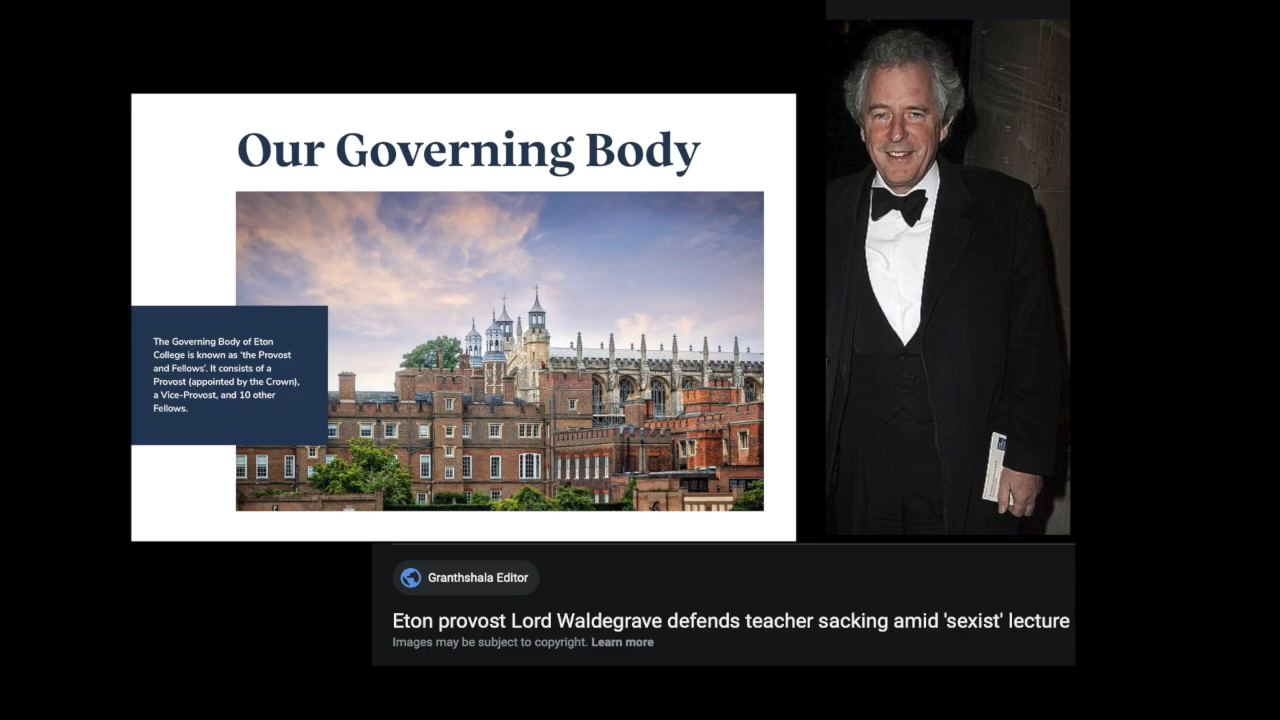 Our Governing Body
The Governing Body of Eton
College is known as 'the Provost
and Fellows'. It consists of a
Provost (appointed by the Crown),
a Vice-Provost, and 10 other
Fellows.
Granthshala Editor
Eton provost Lord Waldegrave defends teacher sacking amid 'sexist' lecture
Images may be subject to copyright. Learn more